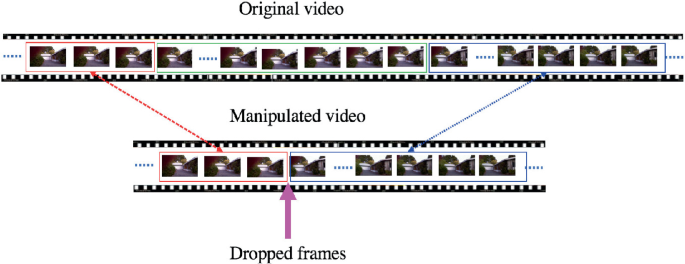 Original video
Manipulated video
Dropped frames